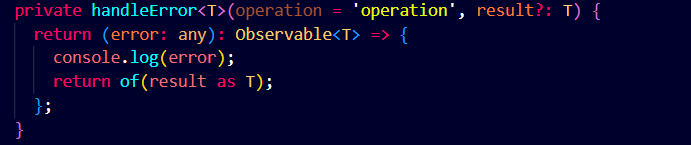 private handleError<T>(operation = 'operation', result?: T) {
  return (error: any): Observable<T> => {
    console.log(error);
    return of(result as T);
  };
}